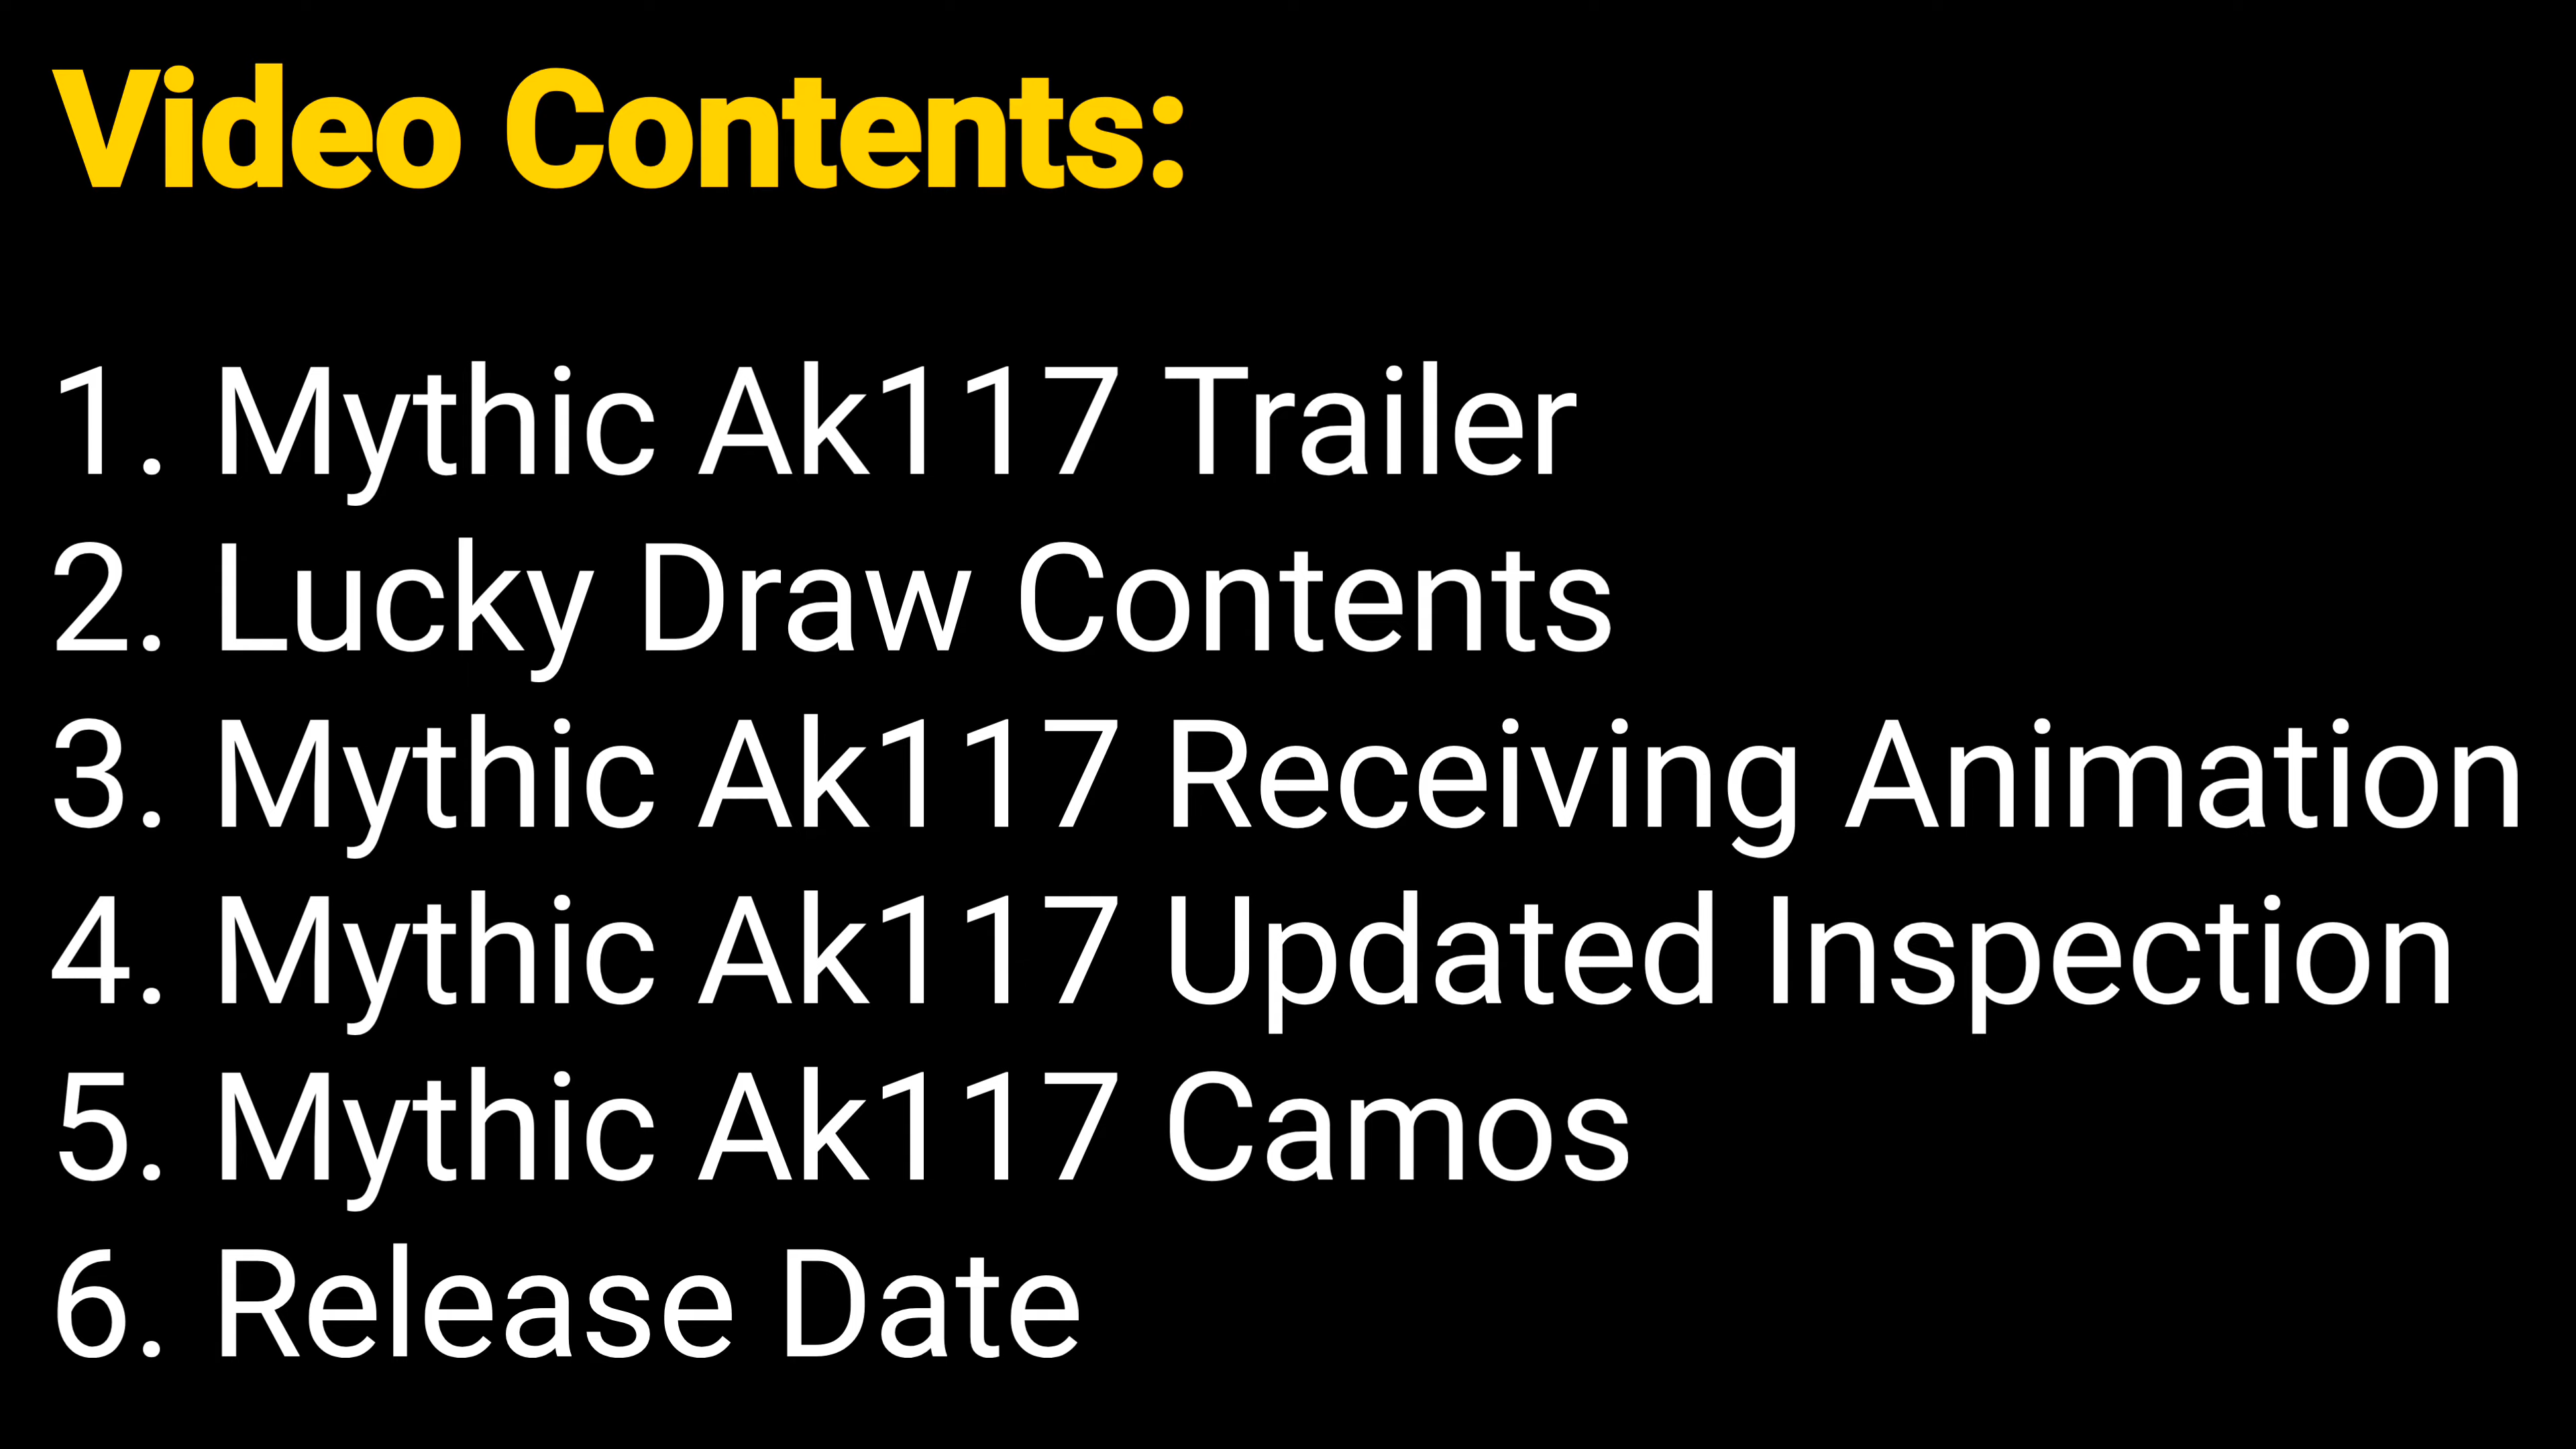 Video Contents:
1. Mythic Ak117 Trailer
2. Lucky Draw Contents
3. Mythic Ak117 Receiving Animation
4. Mythic Ak117 Updated Inspection
5. Mythic Ak117 Camos
6. Release Date